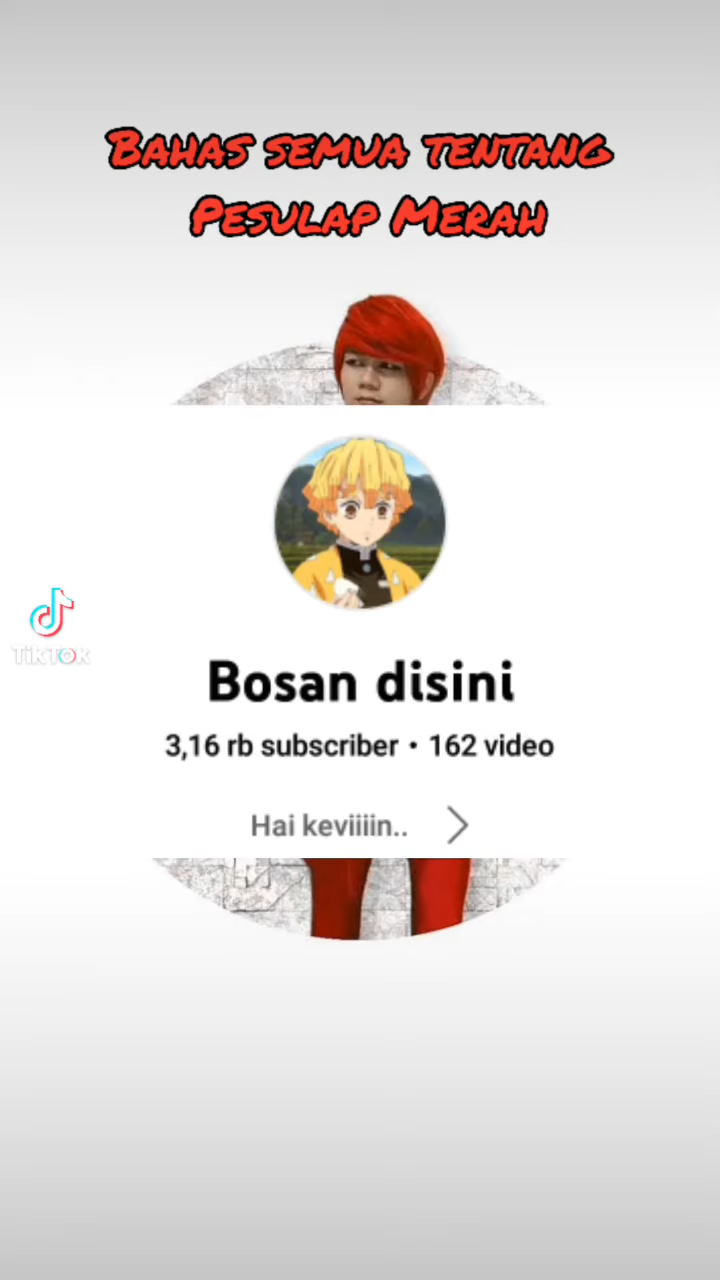 BAHAS SEMUA TENTANG
PESULAP MERAH
TikTok
Bosan disini
3,16 rb subscriber • 162 video
Hai keviiiin..